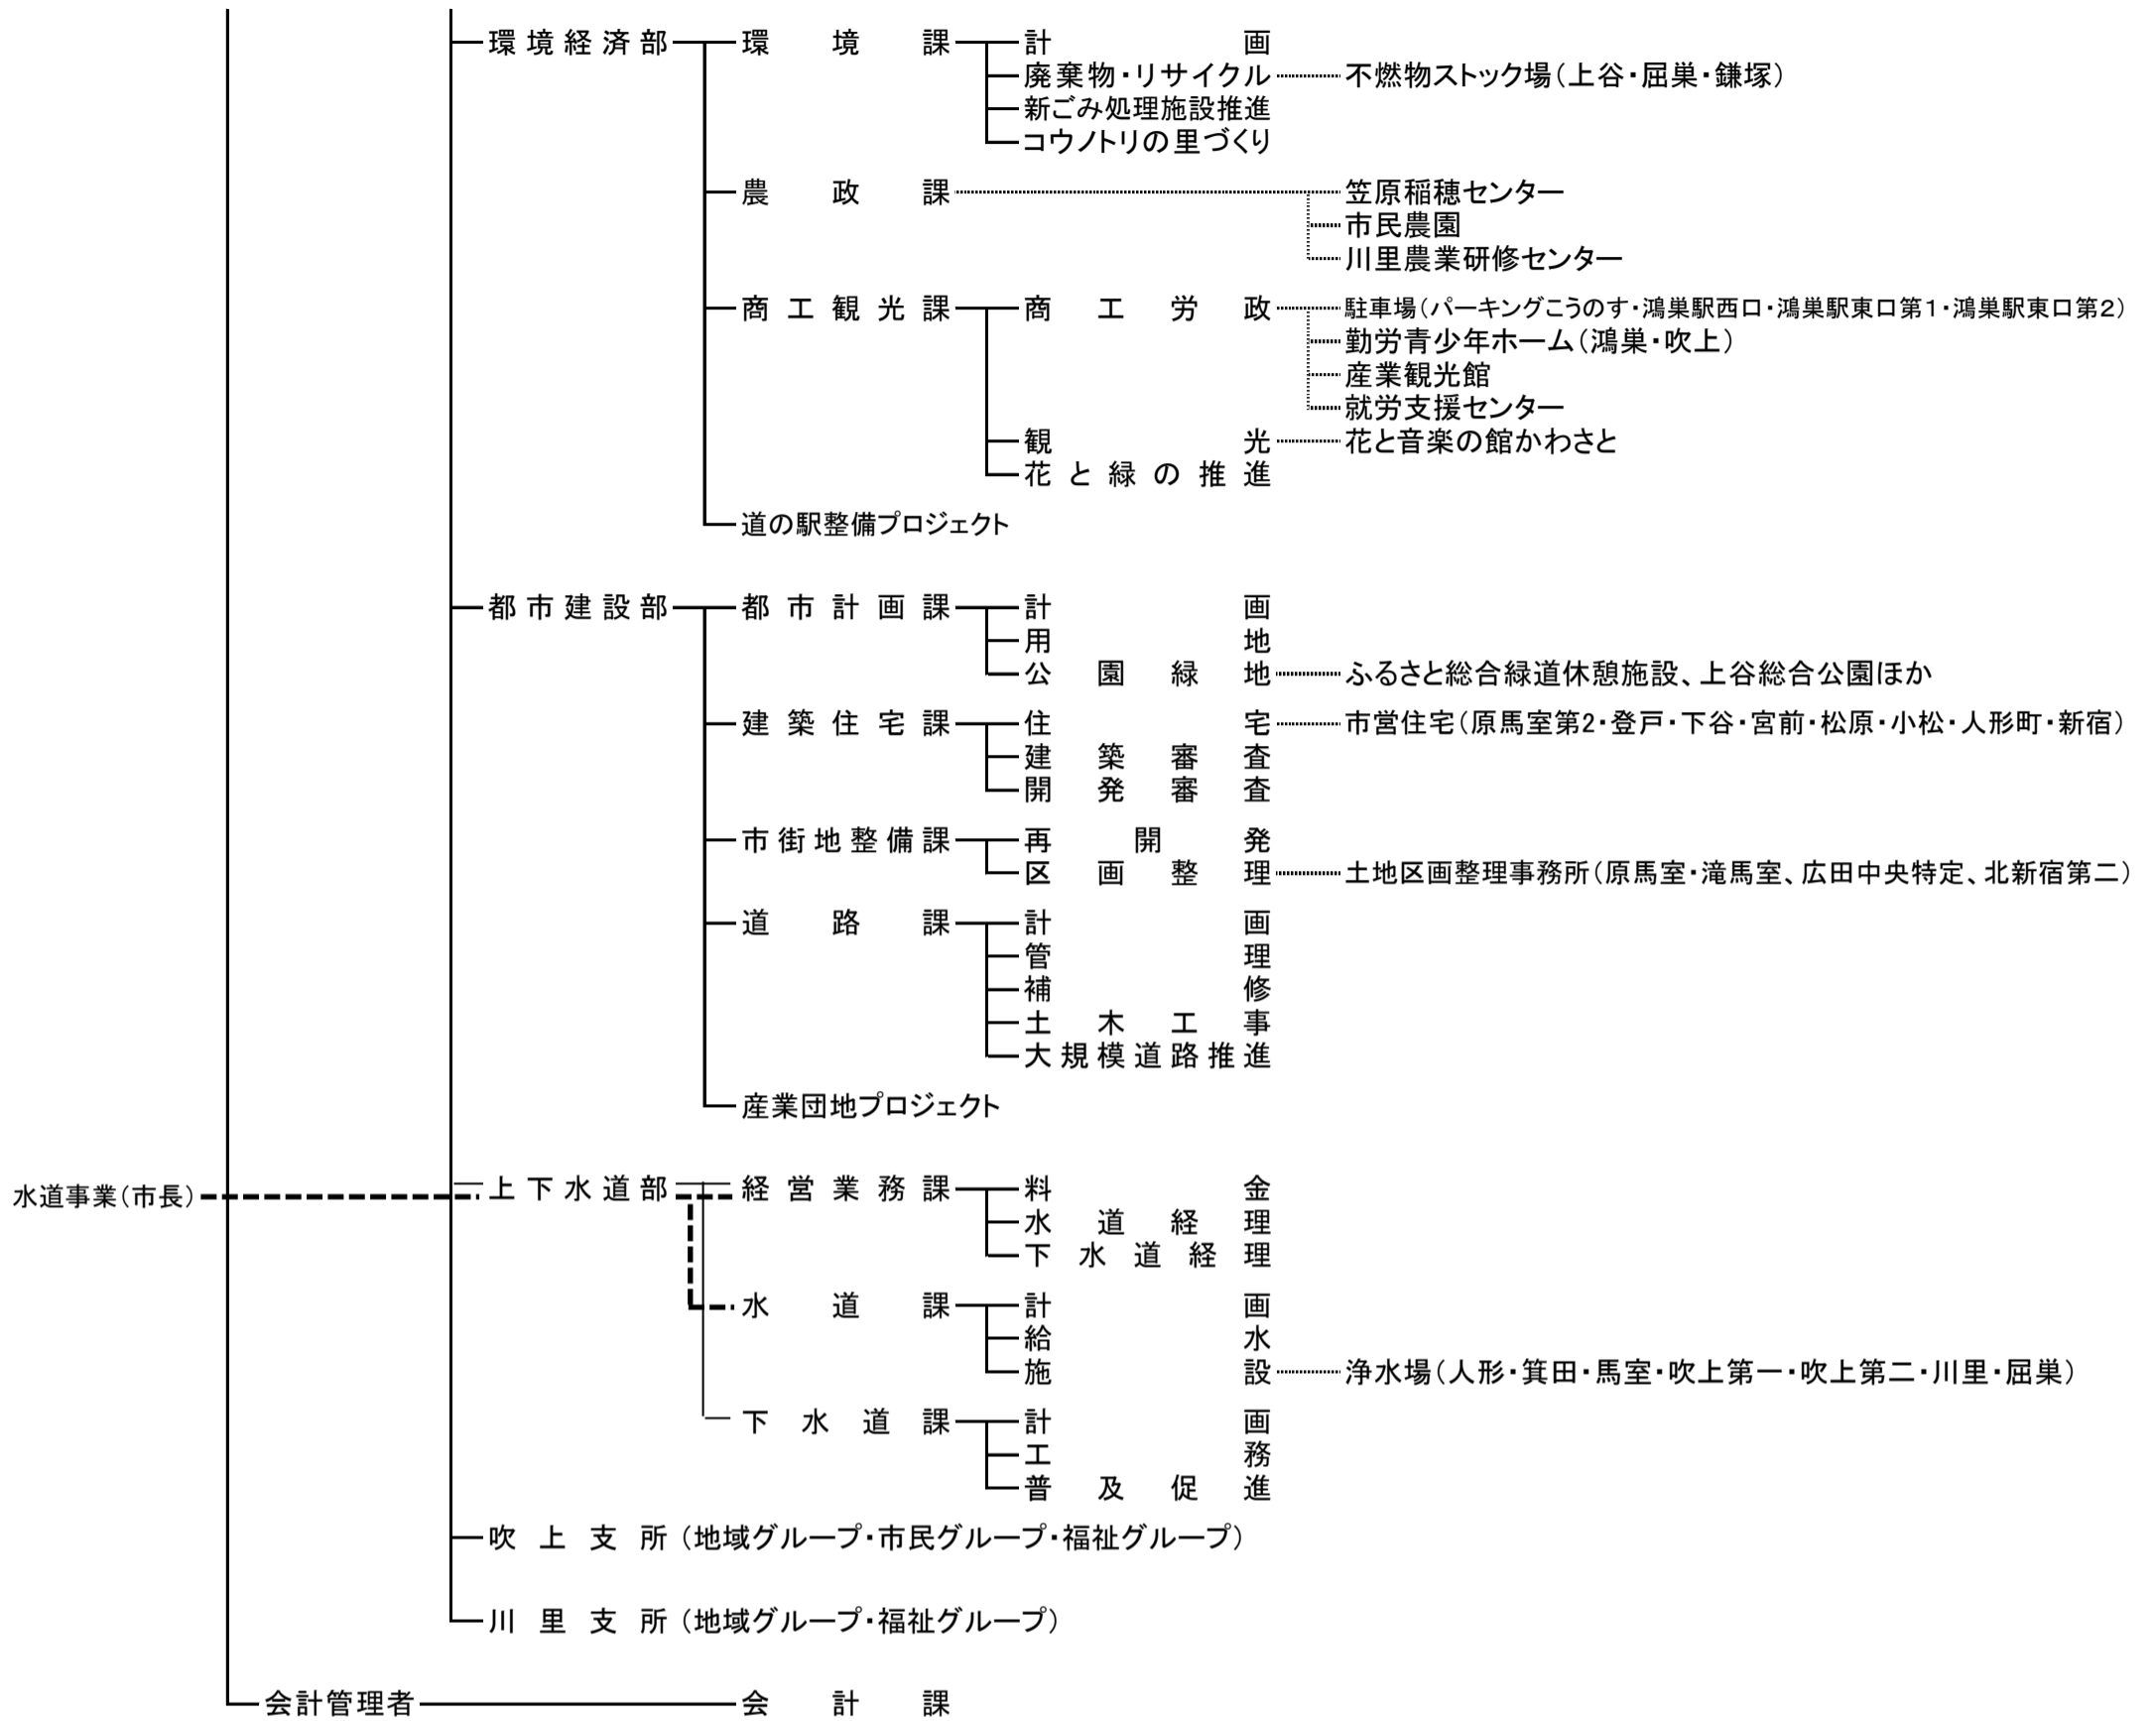 環境経済部 環境課 計画
廃棄物・リサイクル 不燃物ストック場（上谷・屈巣・鎌塚）
新ごみ処理施設推進
コウノトリの里づくり
農政課 笠原稲穂センター
市民農園
川里農業研修センター
商工観光課 商工労政 駐車場（パーキングこうのす・鴻巣駅西口・鴻巣駅東口第１・鴻巣駅東口第２）
勤労青少年ホーム（鴻巣・吹上）
産業観光館
就労支援センター
観光 花と音楽の館かわさと
花と緑の推進
道の駅整備プロジェクト
都市建設部 都市計画課 計画
用地
公園緑地 ふるさと総合緑道休憩施設、上谷総合公園ほか
建築住宅課 住宅 市営住宅（原馬室第2・登戸・下谷・宮前・松原・小松・人形町・新宿）
建築審査
開発審査
市街地整備課 再開発
区画整理 土地区画整理事務所（原馬室・滝馬室、広田中央特定、北新宿第二）
道路課 計画
管理
補修
土木工事
大規模道路推進
産業団地プロジェクト
水道事業（市長） 上下水道部 経営業務課 料金
水道経理
下水道経理
水道課 計画
給水
施設 浄水場（人形・箕田・馬室・吹上第一・吹上第二・川里・屈巣）
下水道課 計画
工務
普及促進
吹上支所（地域グループ・市民グループ・福祉グループ）
川里支所（地域グループ・福祉グループ）
会計管理者 会計課